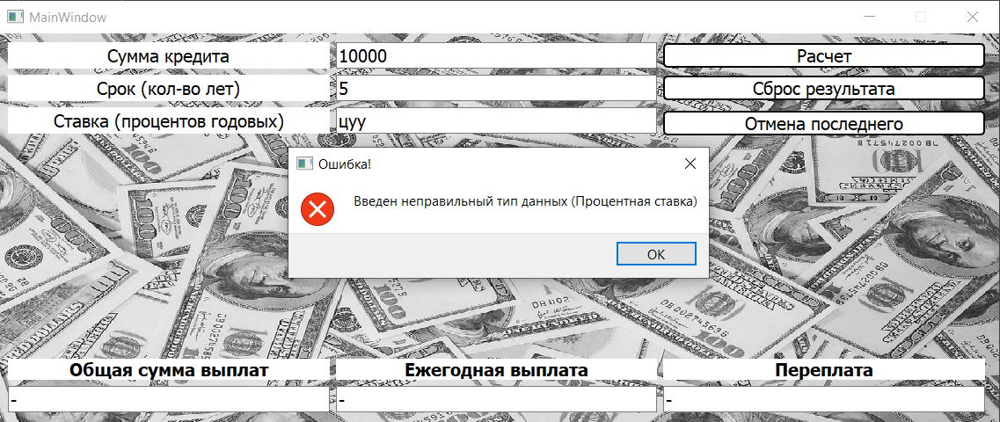 MainWindow
Сумма кредита
10000
Расчет
Срок (кол-во лет)
5
Сброс результата
Ставка (процентов годовых)
цуу
Отмена последнего
Ошибка!
Введен неправильный тип данных (Процентная ставка)
OK
Общая сумма выплат
Ежегодная выплата
Переплата
-
-
-